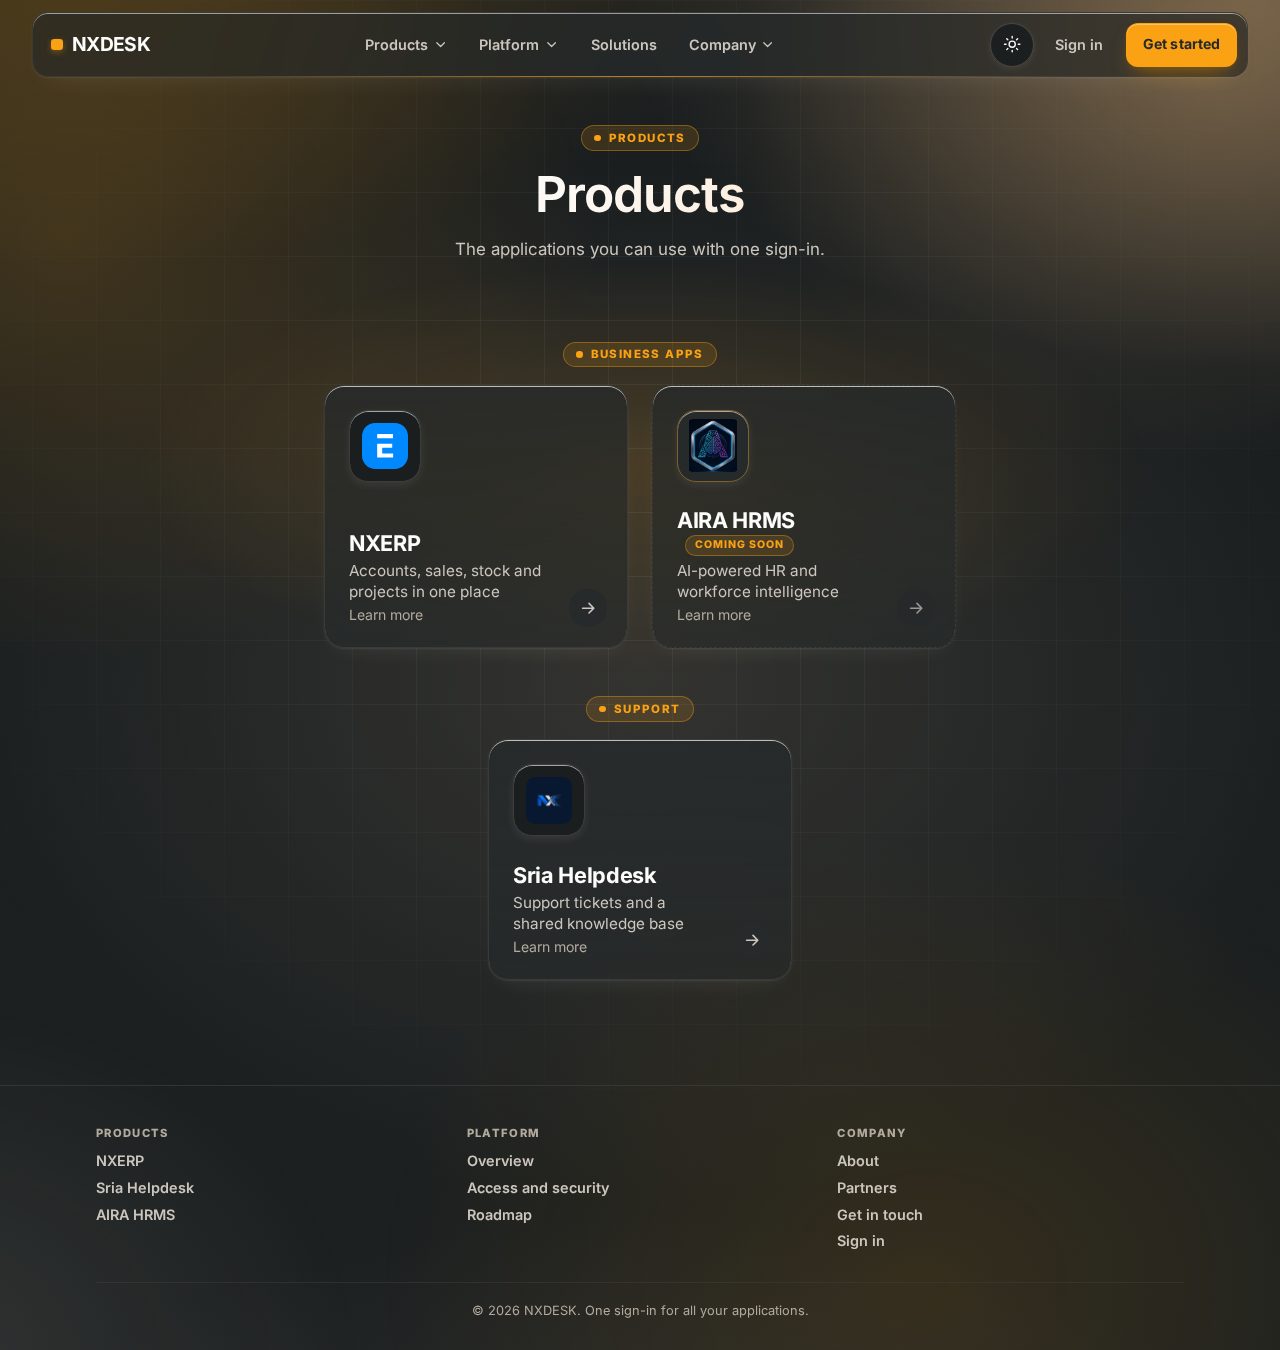 NXDESK
Products
Platform
Solutions
Company
Sign in
Get started
PRODUCTS
Products
The applications you can use with one sign-in.
BUSINESS APPS
NXERP
Accounts, sales, stock and
projects in one place
Learn more
AIRA HRMS
COMING SOON
AI-powered HR and
workforce intelligence
Learn more
SUPPORT
NX
Sria Helpdesk
Support tickets and a
shared knowledge base
Learn more
PRODUCTS
NXERP
Sria Helpdesk
AIRA HRMS
PLATFORM
Overview
Access and security
Roadmap
COMPANY
About
Partners
Get in touch
Sign in
© 2026 NXDESK. One sign-in for all your applications.